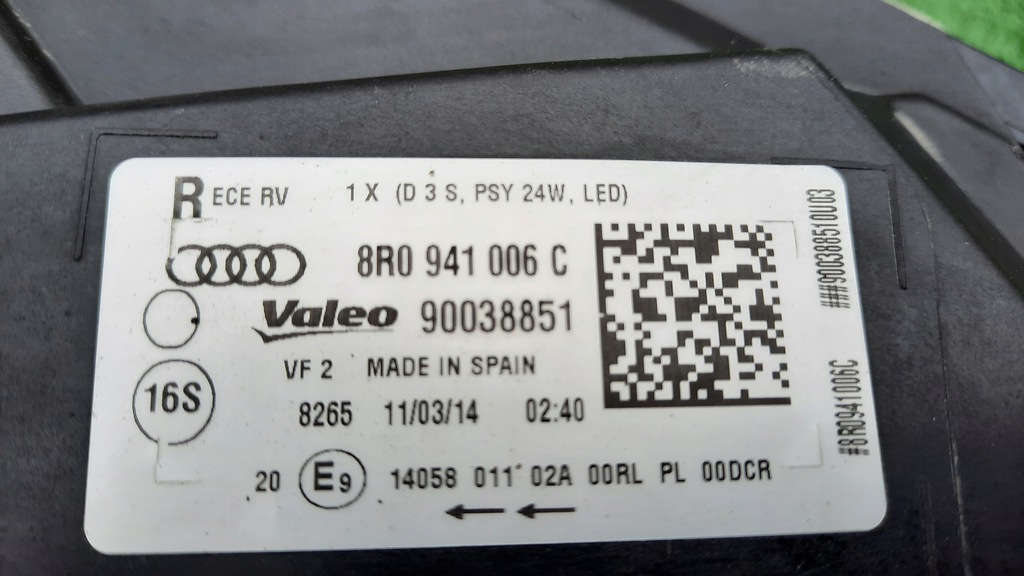 R ECE RV 1 X (D 3 S, PSY 24W, LED)
8R0 941 006 C
Valeo 90038851
VF 2 MADE IN SPAIN
16S
8265 11/03/14 02:40
20 E9 14058 011 02A 00RL PL 00DCR
##900388510U03
#8R0941006C